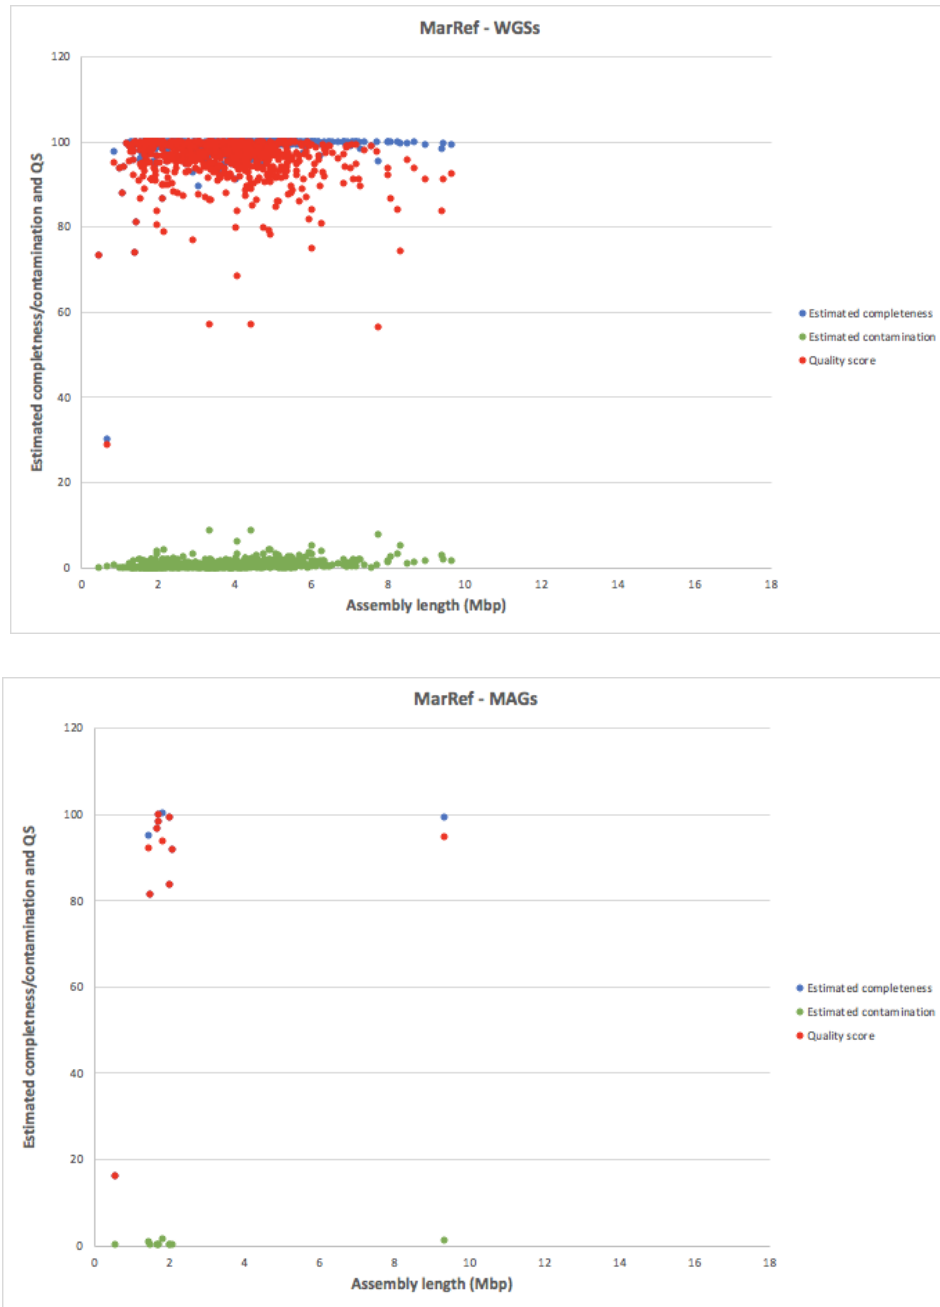 MarRef - WGSs
120
100
80
60
40
20
0
Estimated completness/contamination and QS
0 2 4 6 8 10 12 14 16 18
Assembly length (Mbp)
Estimated completeness
Estimated contamination
Quality score
MarRef - MAGs
120
100
80
60
40
20
0
Estimated completness/contamination and QS
0 2 4 6 8 10 12 14 16 18
Assembly length (Mbp)
Estimated completeness
Estimated contamination
Quality score